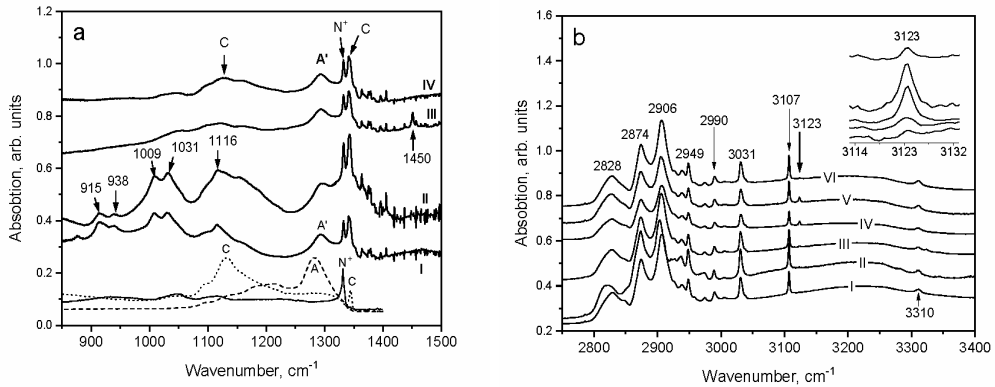 a
N+
C
C
A'
IV
III
1450
1009
1031
1116
915
938
II
A'
I
C
A
N+
C
Absobtion, arb. units
1.2
1.0
0.8
0.6
0.4
0.2
0.0
900 1000 1100 1200 1300 1400 1500
Wavenumber, cm-1
b
3123
3114 3123 3132
2906
2874
2828
2949
2990
3031
3107
3123
VI
V
IV
III
II
I
3310
Absobtion, arb. units
1.6
1.4
1.2
1.0
0.8
0.6
0.4
0.2
2800 2900 3000 3100 3200 3300 3400
Wavenumber, cm-1